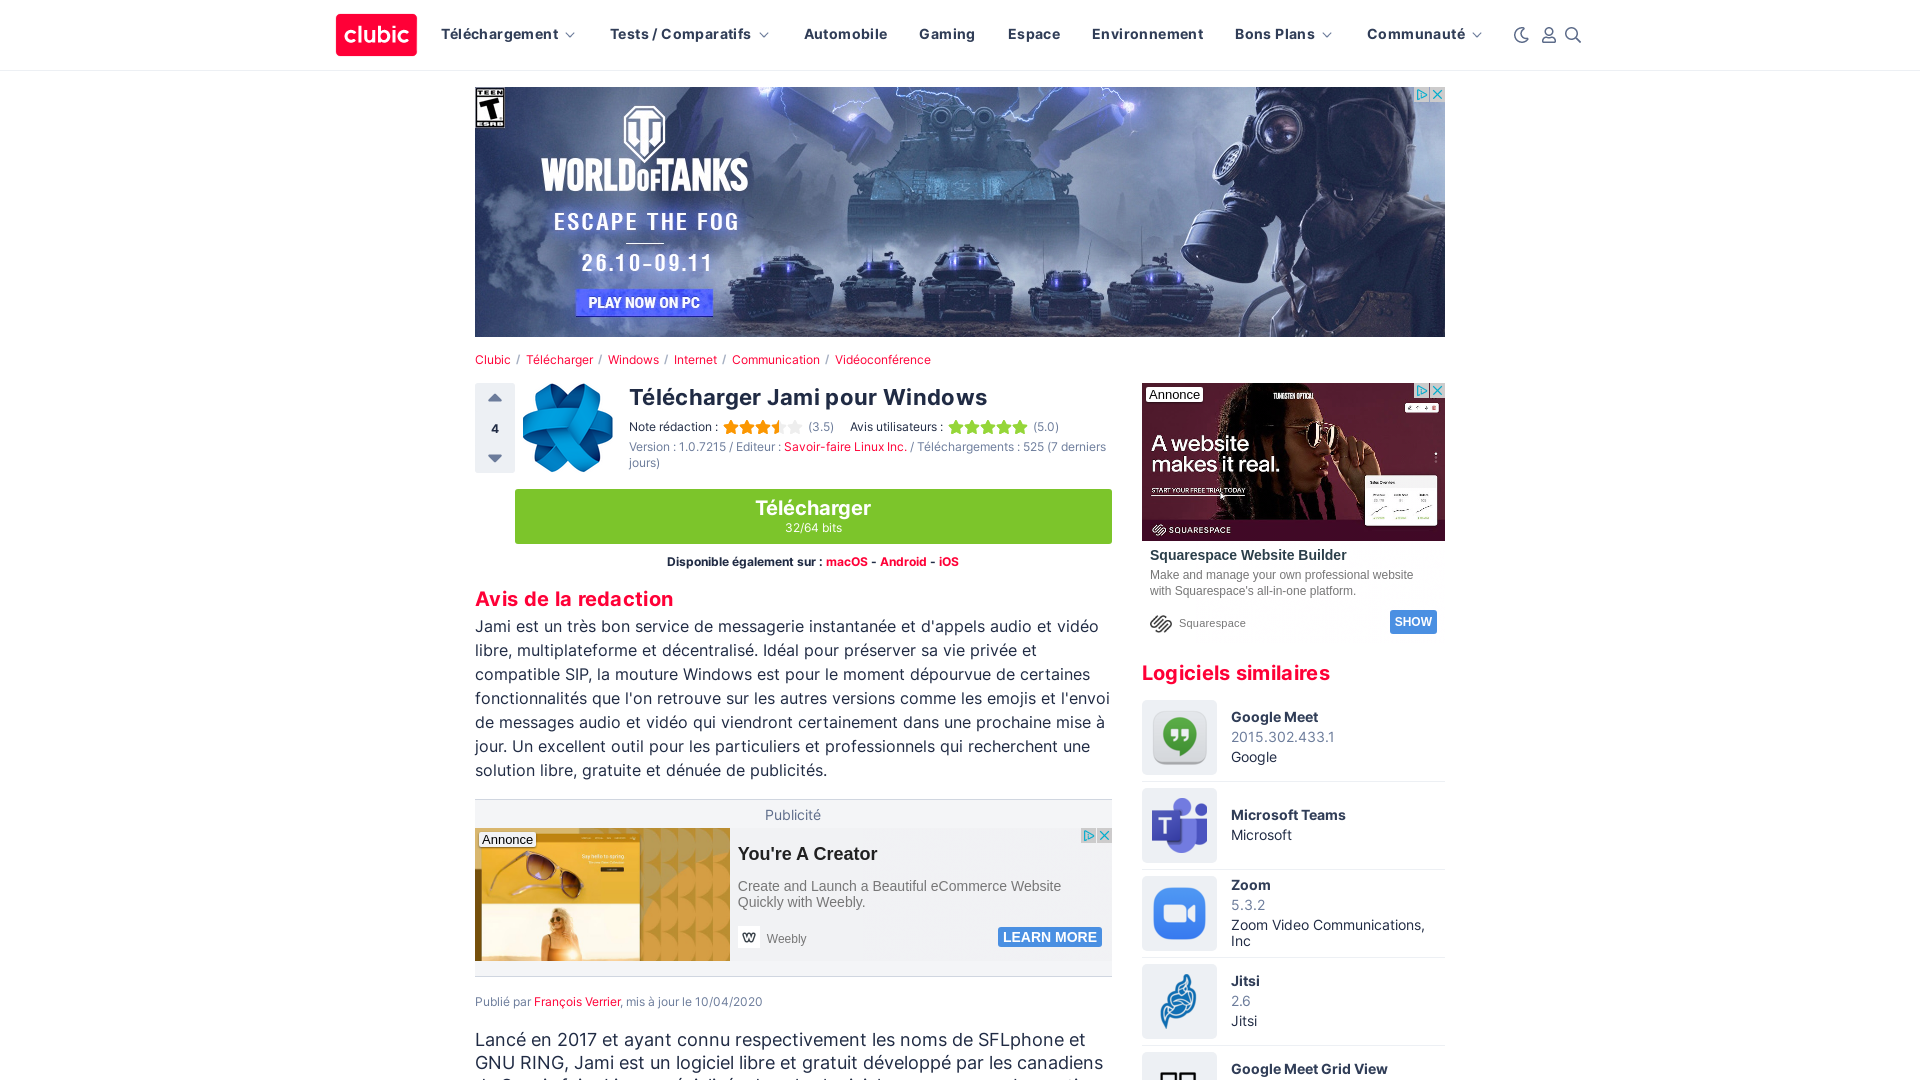 clubic
Téléchargement
Tests / Comparatifs
Automobile
Gaming
Espace
Environnement
Bons Plans
Communauté
TEEN
T
ESRB
WORLD OF TANKS
ESCAPE THE FOG
26.10-09.11
PLAY NOW ON PC
Clubic / Télécharger / Windows / Internet / Communication / Vidéoconférence
4
Télécharger Jami pour Windows
Note rédaction : (3.5) Avis utilisateurs : (5.0)
Version : 1.0.7215 / Editeur : Savoir-faire Linux Inc. / Téléchargements : 525 (7 derniers
jours)
Télécharger
32/64 bits
Disponible également sur : macOS - Android - iOS
Avis de la redaction
Jami est un très bon service de messagerie instantanée et d'appels audio et vidéo
libre, multiplateforme et décentralisé. Idéal pour préserver sa vie privée et
compatible SIP, la mouture Windows est pour le moment dépourvue de certaines
fonctionnalités que l'on retrouve sur les autres versions comme les emojis et l'envoi
de messages audio et vidéo qui viendront certainement dans une prochaine mise à
jour. Un excellent outil pour les particuliers et professionnels qui recherchent une
solution libre, gratuite et dénuée de publicités.
Publicité
Annonce
You're A Creator
Create and Launch a Beautiful eCommerce Website
Quickly with Weebly.
Weebly
LEARN MORE
Publié par François Verrier, mis à jour le 10/04/2020
Lancé en 2017 et ayant connu respectivement les noms de SFLphone et
GNU RING, Jami est un logiciel libre et gratuit développé par les canadiens
Annonce
TUNGSTEN OPTICAL
A website
makes it real.
START YOUR FREE TRIAL TODAY
SQUARESPACE
Squarespace Website Builder
Make and manage your own professional website
with Squarespace's all-in-one platform.
Squarespace
SHOW
Logiciels similaires
Google Meet
2015.302.433.1
Google
Microsoft Teams
Microsoft
Zoom
5.3.2
Zoom Video Communications,
Inc
Jitsi
2.6
Jitsi
Google Meet Grid View